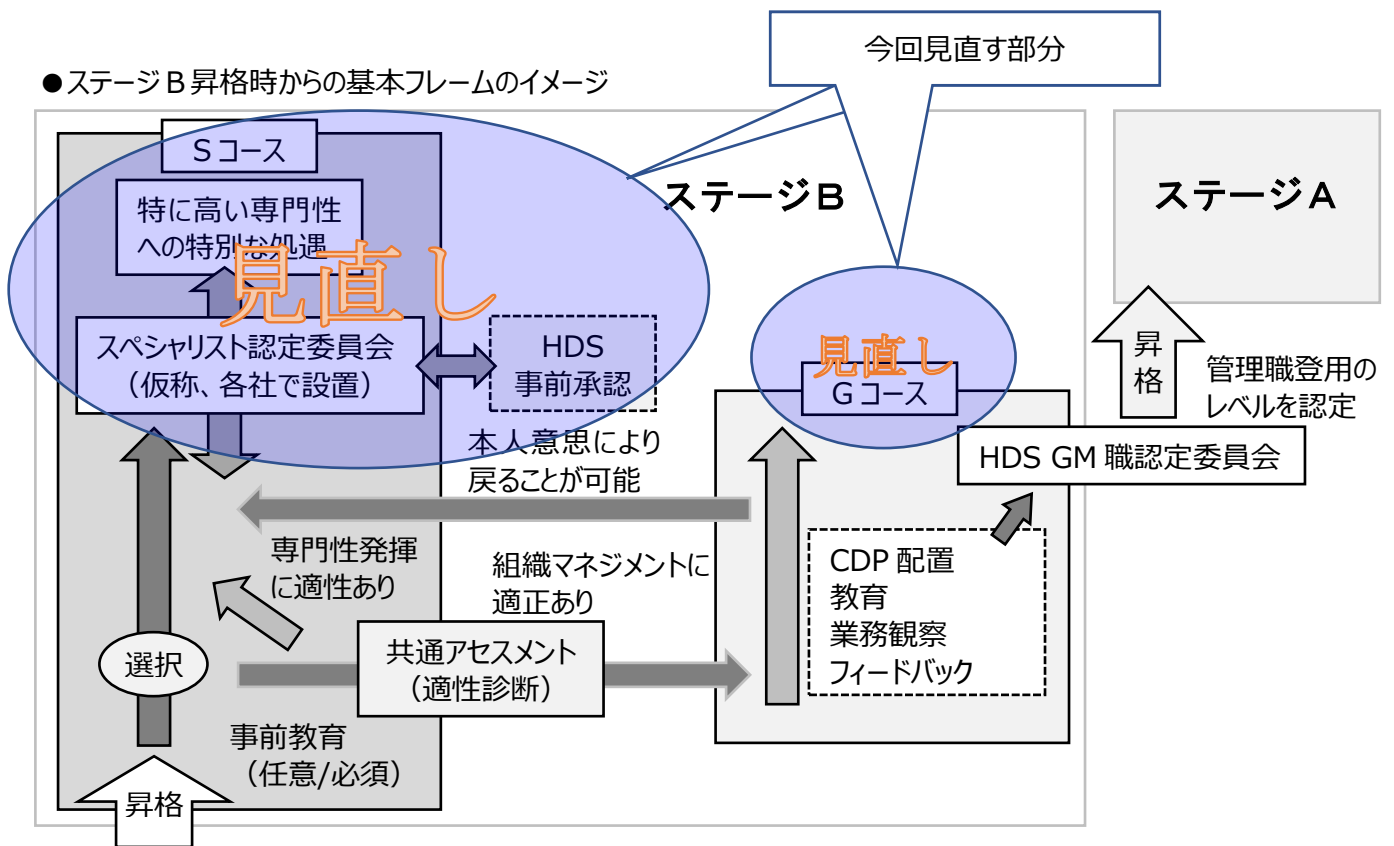 今回見直す部分
●ステージB昇格時からの基本フレームのイメージ
Sコース
特に高い専門性
への特別な処遇
見直し
スペシャリスト認定委員会
（仮称、各社で設置）
HDS
事前承認
ステージB
ステージA
見直し
Gコース
昇格
管理職登用の
レベルを認定
HDS GM職認定委員会
本人意思により
戻ることが可能
専門性発揮
に適性あり
組織マネジメントに
適正あり
CDP配置
教育
業務観察
フィードバック
選択
共通アセスメント
（適性診断）
事前教育
（任意/必須）
昇格